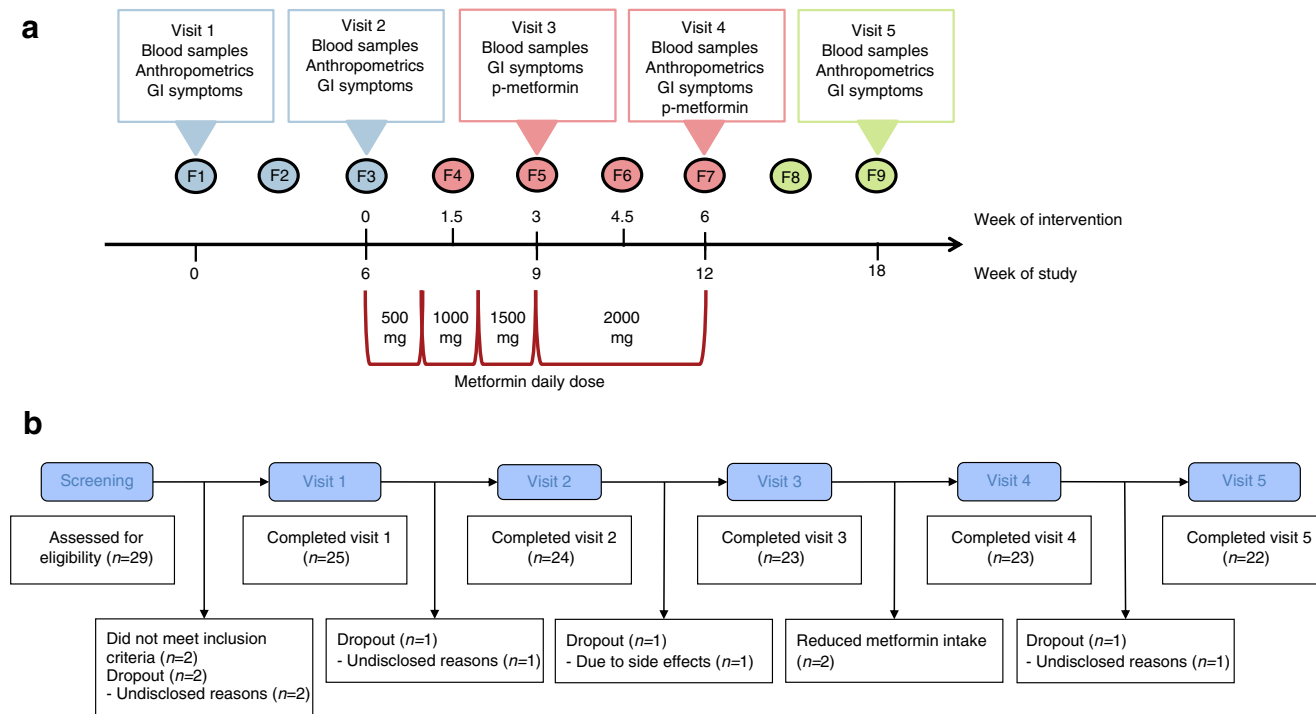 a
Visit 1
Blood samples
Anthropometrics
GI symptoms
Visit 2
Blood samples
Anthropometrics
GI symptoms
Visit 3
Blood samples
GI symptoms
p-metformin
Visit 4
Blood samples
Anthropometrics
GI symptoms
p-metformin
Visit 5
Blood samples
Anthropometrics
GI symptoms
F1 F2 F3 F4 F5 F6 F7 F8 F9
0 1.5 3 4.5 6 Week of intervention
0 6 9 12 18 Week of study
500
mg
1000
mg
1500
mg
2000
mg
Metformin daily dose
b
Screening
Visit 1
Visit 2
Visit 3
Visit 4
Visit 5
Assessed for
eligibility (n=29)
Completed visit 1
(n=25)
Completed visit 2
(n=24)
Completed visit 3
(n=23)
Completed visit 4
(n=23)
Completed visit 5
(n=22)
Did not meet inclusion
criteria (n=2)
Dropout (n=2)
- Undisclosed reasons (n=2)
Dropout (n=1)
- Undisclosed reasons (n=1)
Dropout (n=1)
- Due to side effects (n=1)
Reduced metformin intake
(n=2)
Dropout (n=1)
- Undisclosed reasons (n=1)